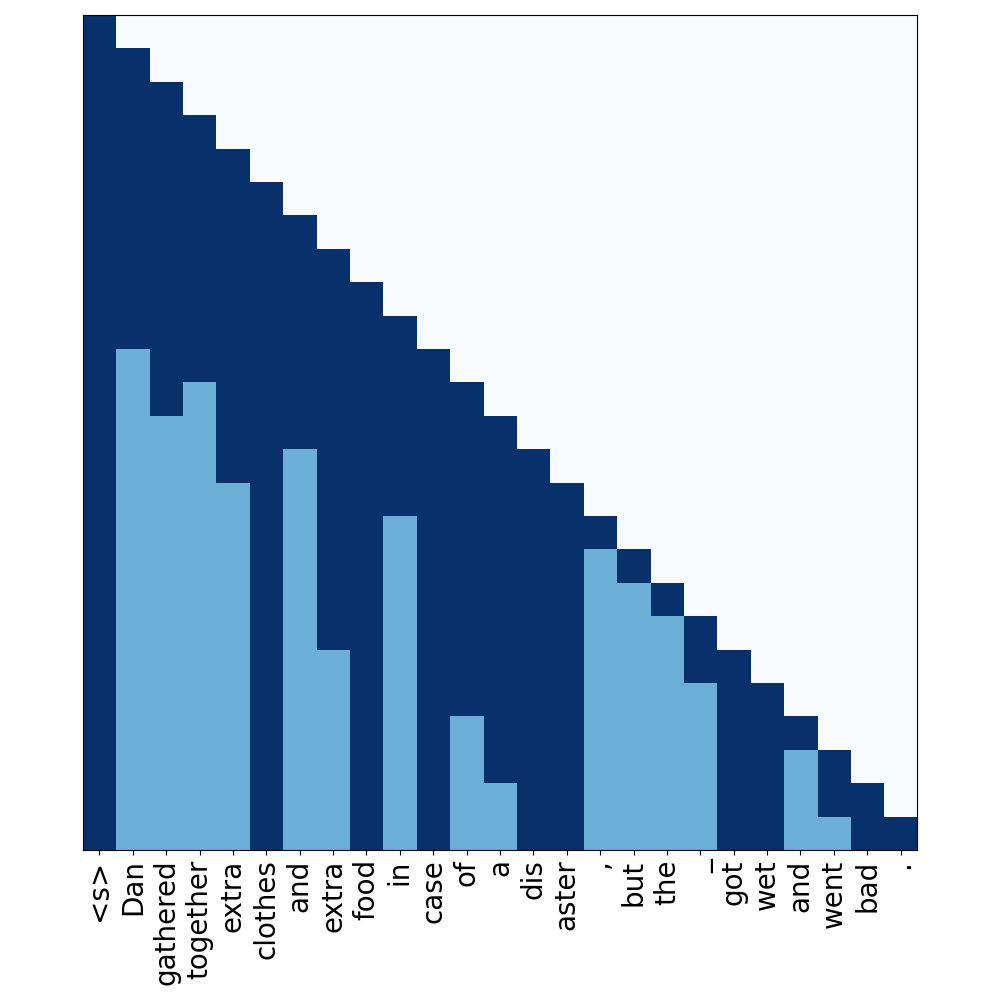 <s>
Dan
gathered
together
extra
clothes
and
extra
food
in
case
of
a
dis
aster
,
but
the
_
got
wet
and
went
bad
.